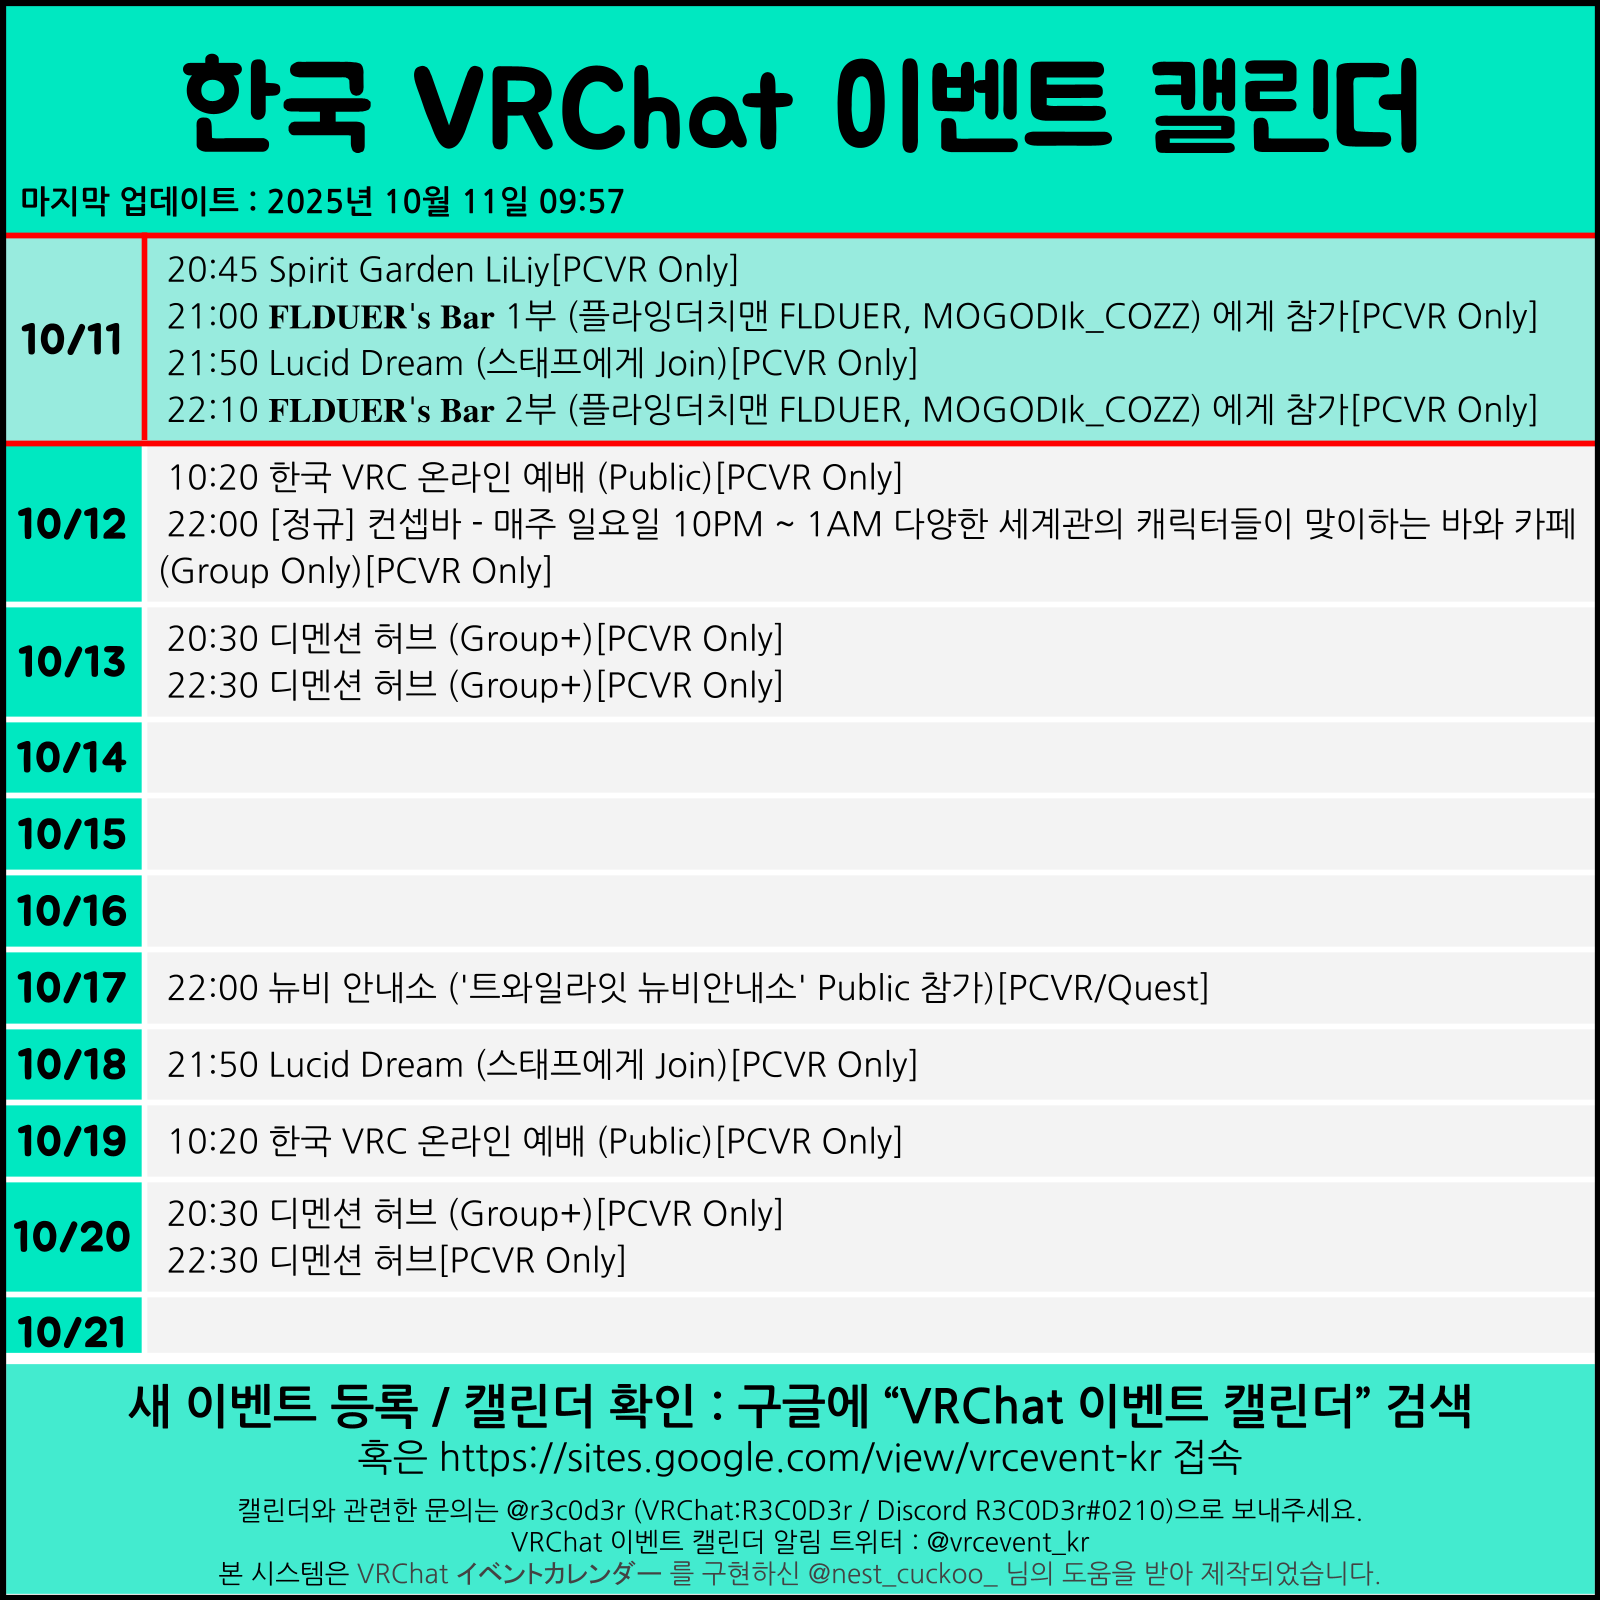 한국 VRChat 이벤트 캘린더
마지막 업데이트 : 2025년 10월 11일 09:57
10/11
20:45 Spirit Garden LiLiy[PCVR Only]
21:00 FLDUER's Bar 1부 (플라잉더치맨 FLDUER, MOGODIk_COZZ) 에게 참가[PCVR Only]
21:50 Lucid Dream (스태프에게 Join)[PCVR Only]
22:10 FLDUER's Bar 2부 (플라잉더치맨 FLDUER, MOGODIk_COZZ) 에게 참가[PCVR Only]
10/12
10:20 한국 VRC 온라인 예배 (Public)[PCVR Only]
22:00 [정규] 컨셉바 - 매주 일요일 10PM ~ 1AM 다양한 세계관의 캐릭터들이 맞이하는 바와 카페
(Group Only)[PCVR Only]
10/13
20:30 디멘션 허브 (Group+)[PCVR Only]
22:30 디멘션 허브 (Group+)[PCVR Only]
10/14
10/15
10/16
10/17
22:00 뉴비 안내소 ('트와일라잇 뉴비안내소' Public 참가)[PCVR/Quest]
10/18
21:50 Lucid Dream (스태프에게 Join)[PCVR Only]
10/19
10:20 한국 VRC 온라인 예배 (Public)[PCVR Only]
10/20
20:30 디멘션 허브 (Group+)[PCVR Only]
22:30 디멘션 허브[PCVR Only]
10/21
새 이벤트 등록 / 캘린더 확인 : 구글에 “VRChat 이벤트 캘린더” 검색
혹은 https://sites.google.com/view/vrcevent-kr 접속
캘린더와 관련한 문의는 @r3c0d3r (VRChat:R3C0D3r / Discord R3C0D3r#0210)으로 보내주세요.
VRChat 이벤트 캘린더 알림 트위터 : @vrcevent_kr
본 시스템은 VRChat イベントカレンダー 를 구현하신 @nest_cuckoo_ 님의 도움을 받아 제작되었습니다.